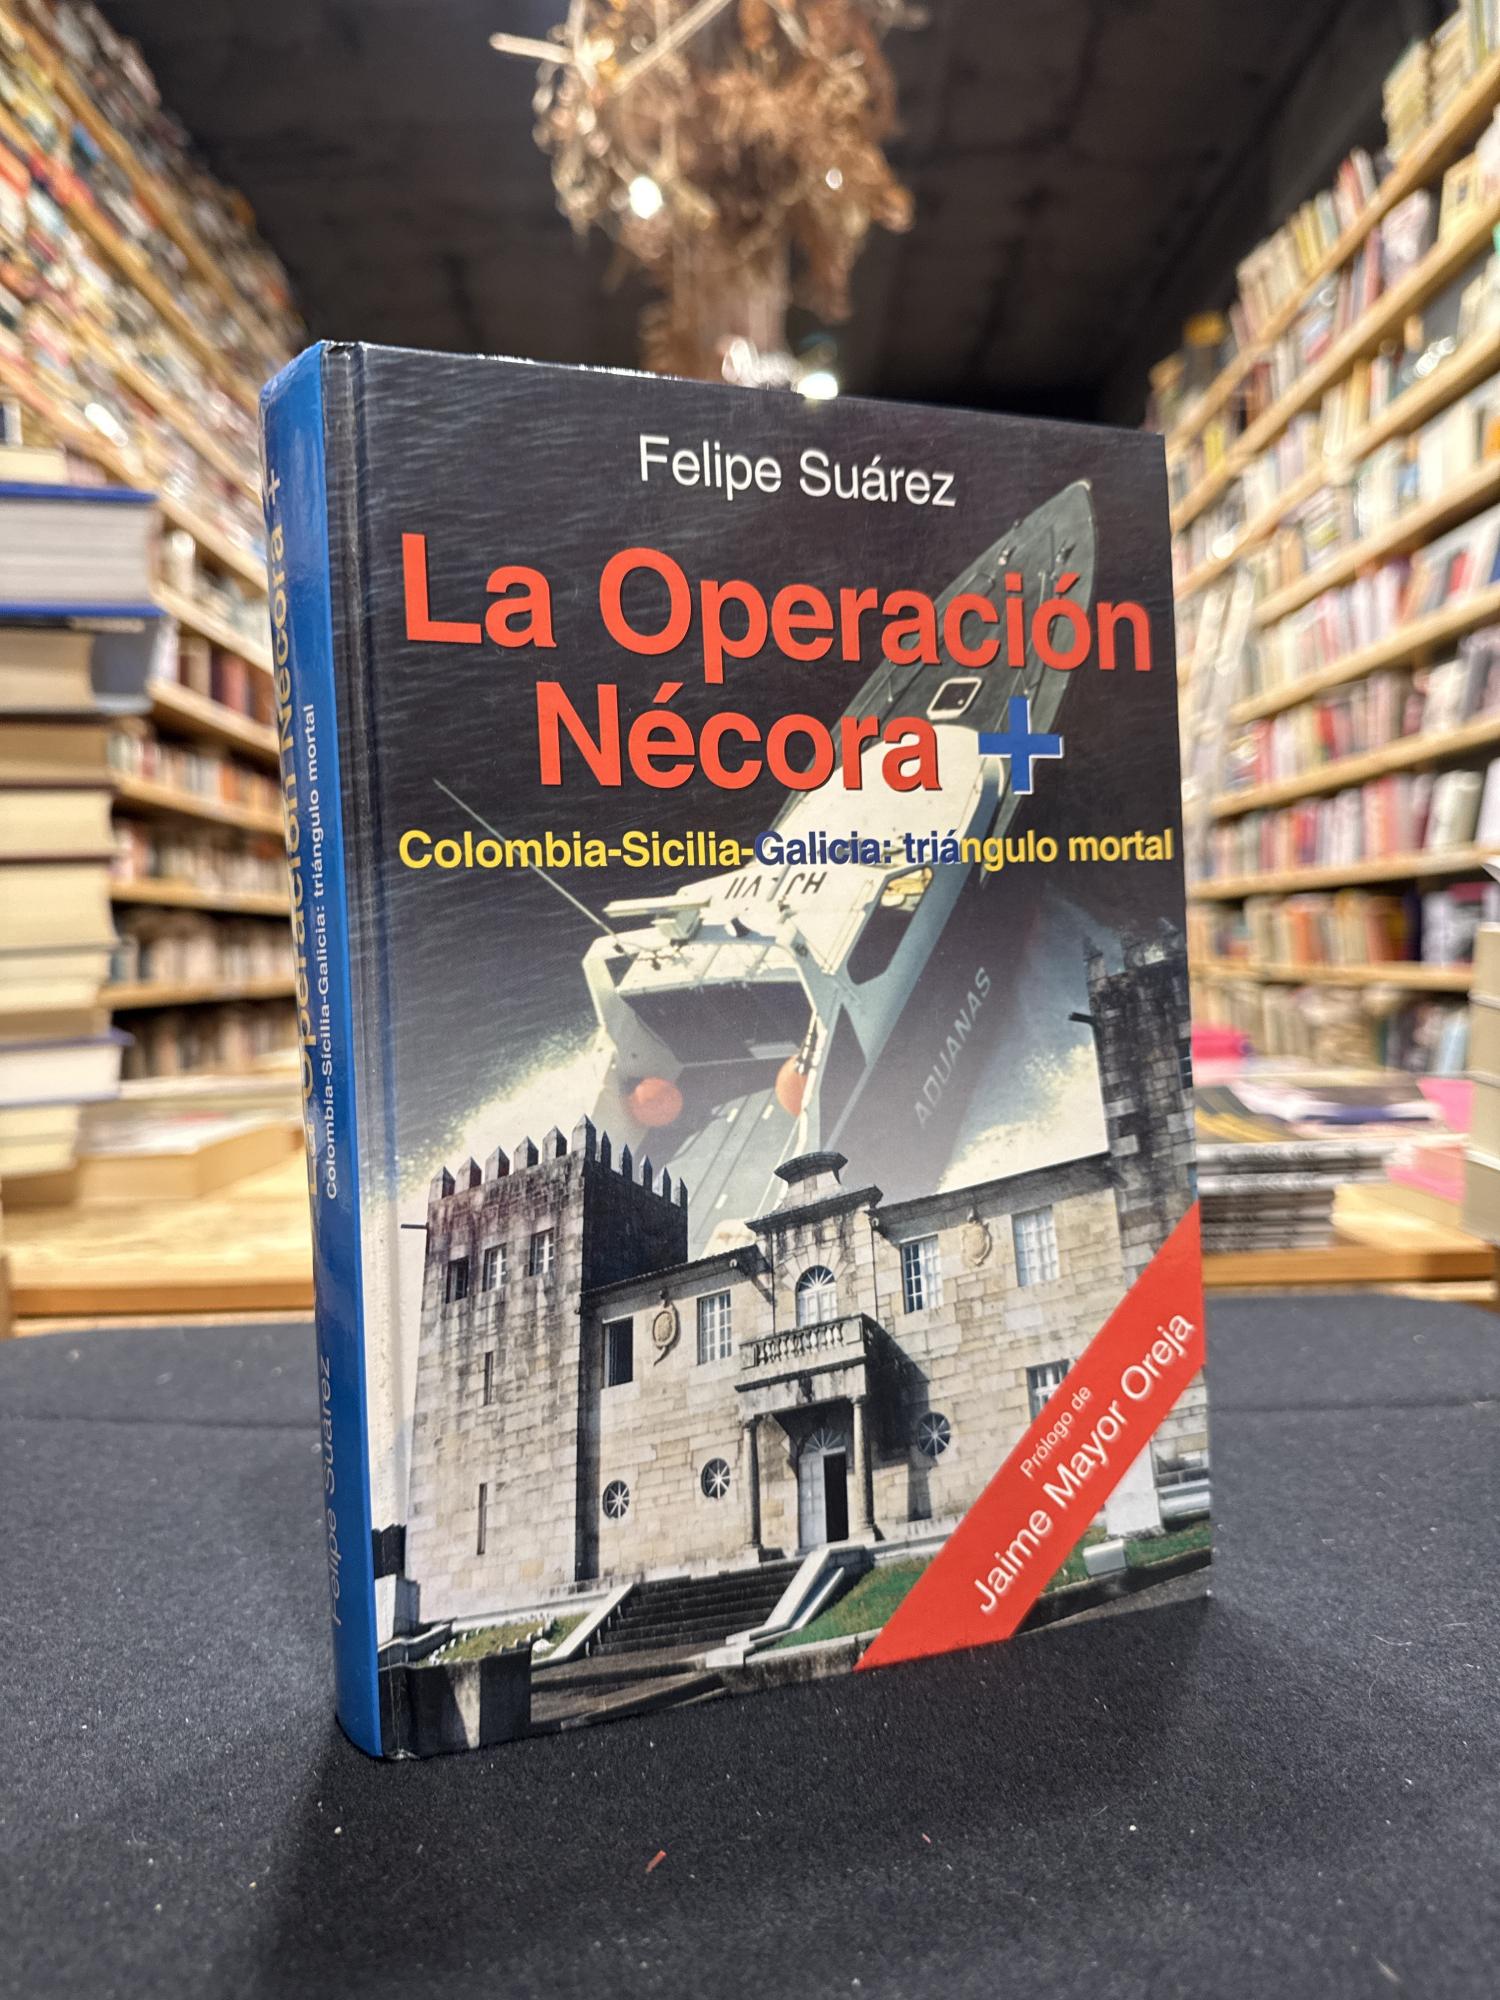 Felipe Suárez
La Operación
Nécora +
Colombia-Sicilia-Galicia: triángulo mortal
ADUANAS
Prólogo de
Jaime Mayor Oreja
La Operación Nécora +
Colombia-Sicilia-Galicia: triángulo mortal
Felipe Suárez